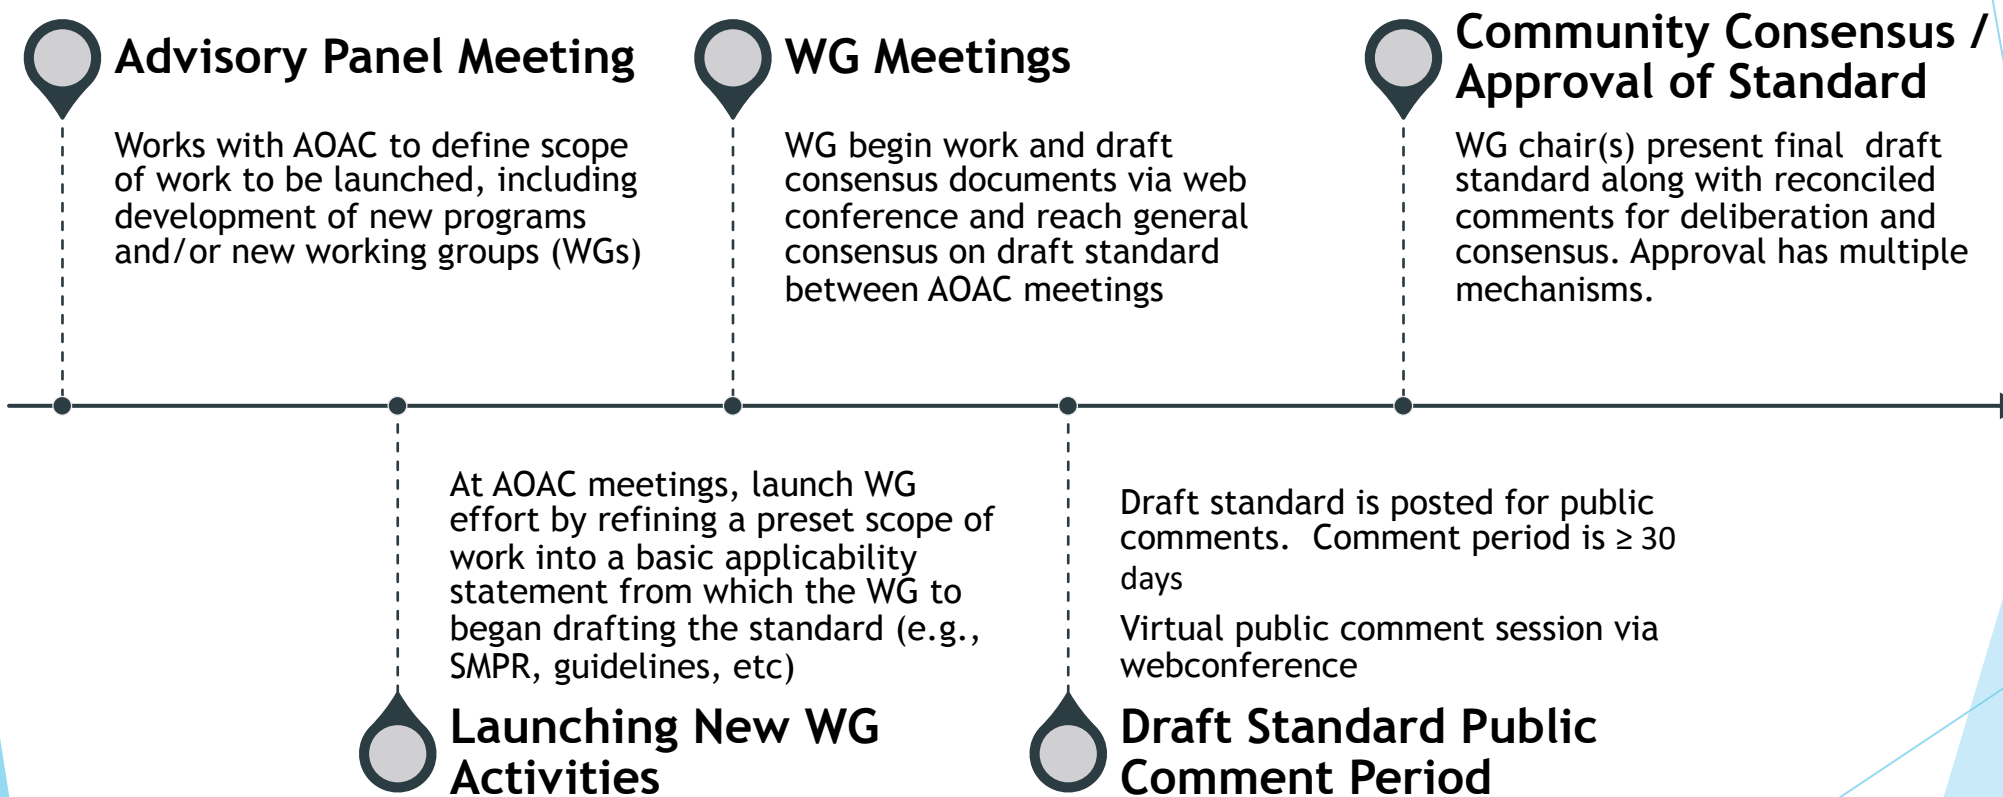 Advisory Panel Meeting
Works with AOAC to define scope
of work to be launched, including
development of new programs
and/or new working groups (WGs)
At AOAC meetings, launch WG
effort by refining a preset scope of
work into a basic applicability
statement from which the WG to
began drafting the standard (e.g.,
SMPR, guidelines, etc)
Launching New WG
Activities
WG Meetings
WG begin work and draft
consensus documents via web
conference and reach general
consensus on draft standard
between AOAC meetings
Draft standard is posted for public
comments.  Comment period is ≥ 30
days
Virtual public comment session via
webconference
Draft Standard Public
Comment Period
Community Consensus /
Approval of Standard
WG chair(s) present final  draft
standard along with reconciled
comments for deliberation and
consensus. Approval has multiple
mechanisms.